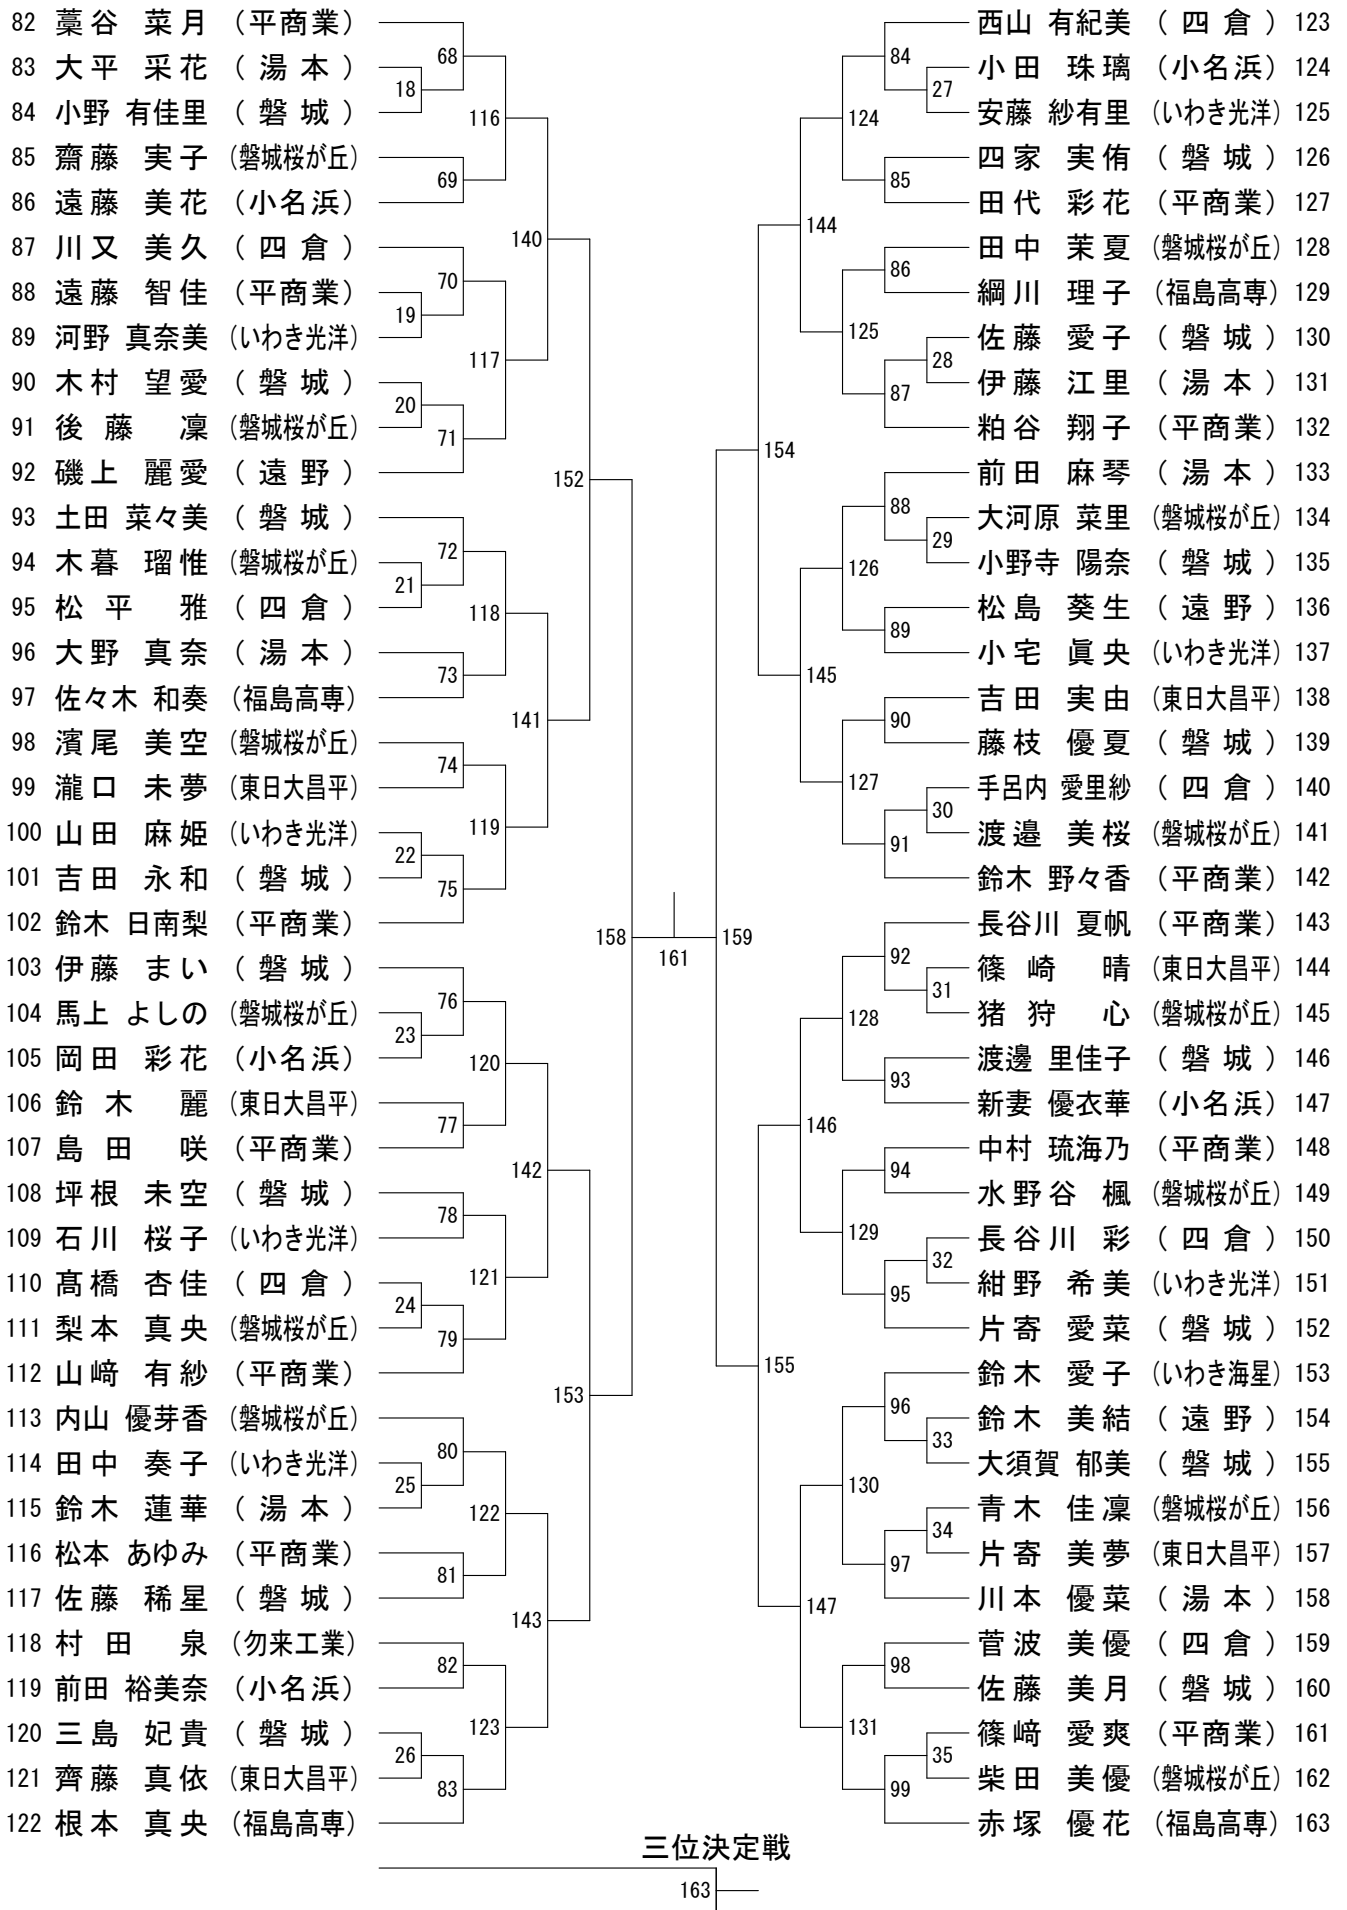 82 藁谷 菜月 (平商業)
83 大平 采花 (湯本)
84 小野 有佳里 (磐城)
85 齋藤 実子 (磐城桜が丘)
86 遠藤 美花 (小名浜)
87 川又 美久 (四倉)
88 遠藤 智佳 (平商業)
89 河野 真奈美 (いわき光洋)
90 木村 望愛 (磐城)
91 後藤 凜 (磐城桜が丘)
92 磯上 麗愛 (遠野)
93 土田 菜々美 (磐城)
94 木暮 瑠惟 (磐城桜が丘)
95 松平 雅 (四倉)
96 大野 真奈 (湯本)
97 佐々木 和奏 (福島高専)
98 濱尾 美空 (磐城桜が丘)
99 瀧口 未夢 (東日大昌平)
100 山田 麻姫 (いわき光洋)
101 吉田 永和 (磐城)
102 鈴木 日南梨 (平商業)
103 伊藤 まい (磐城)
104 馬上 よしの (磐城桜が丘)
105 岡田 彩花 (小名浜)
106 鈴木 麗 (東日大昌平)
107 島田 咲 (平商業)
108 坪根 未空 (磐城)
109 石川 桜子 (いわき光洋)
110 髙橋 杏佳 (四倉)
111 梨本 真央 (磐城桜が丘)
112 山﨑 有紗 (平商業)
113 内山 優芽香 (磐城桜が丘)
114 田中 奏子 (いわき光洋)
115 鈴木 蓮華 (湯本)
116 松本 あゆみ (平商業)
117 佐藤 稀星 (磐城)
118 村田 泉 (勿来工業)
119 前田 裕美奈 (小名浜)
120 三島 妃貴 (磐城)
121 齊藤 真依 (東日大昌平)
122 根本 真央 (福島高専)
18
19
20
21
22
23
24
25
26
68
69
70
71
72
73
74
75
76
77
78
79
80
81
82
83
116
117
118
119
120
121
122
123
140
141
142
143
152
153
158
161
159
154
155
144
145
146
147
124
125
126
127
128
129
130
131
84
85
86
87
88
89
90
91
92
93
94
95
96
97
98
99
27
28
29
30
31
32
33
34
35
西山 有紀美 (四倉) 123
小田 珠璃 (小名浜) 124
安藤 紗有里 (いわき光洋) 125
四家 実侑 (磐城) 126
田代 彩花 (平商業) 127
田中 茉夏 (磐城桜が丘) 128
綱川 理子 (福島高専) 129
佐藤 愛子 (磐城) 130
伊藤 江里 (湯本) 131
粕谷 翔子 (平商業) 132
前田 麻琴 (湯本) 133
大河原 菜里 (磐城桜が丘) 134
小野寺 陽奈 (磐城) 135
松島 葵生 (遠野) 136
小宅 眞央 (いわき光洋) 137
吉田 実由 (東日大昌平) 138
藤枝 優夏 (磐城) 139
手呂内 愛里紗 (四倉) 140
渡邉 美桜 (磐城桜が丘) 141
鈴木 野々香 (平商業) 142
長谷川 夏帆 (平商業) 143
篠崎 晴 (東日大昌平) 144
猪狩 心 (磐城桜が丘) 145
渡邊 里佳子 (磐城) 146
新妻 優衣華 (小名浜) 147
中村 琉海乃 (平商業) 148
水野谷 楓 (磐城桜が丘) 149
長谷川 彩 (四倉) 150
紺野 希美 (いわき光洋) 151
片寄 愛菜 (磐城) 152
鈴木 愛子 (いわき海星) 153
鈴木 美結 (遠野) 154
大須賀 郁美 (磐城) 155
青木 佳凜 (磐城桜が丘) 156
片寄 美夢 (東日大昌平) 157
川本 優菜 (湯本) 158
菅波 美優 (四倉) 159
佐藤 美月 (磐城) 160
篠﨑 愛爽 (平商業) 161
柴田 美優 (磐城桜が丘) 162
赤塚 優花 (福島高専) 163
三位決定戦
163